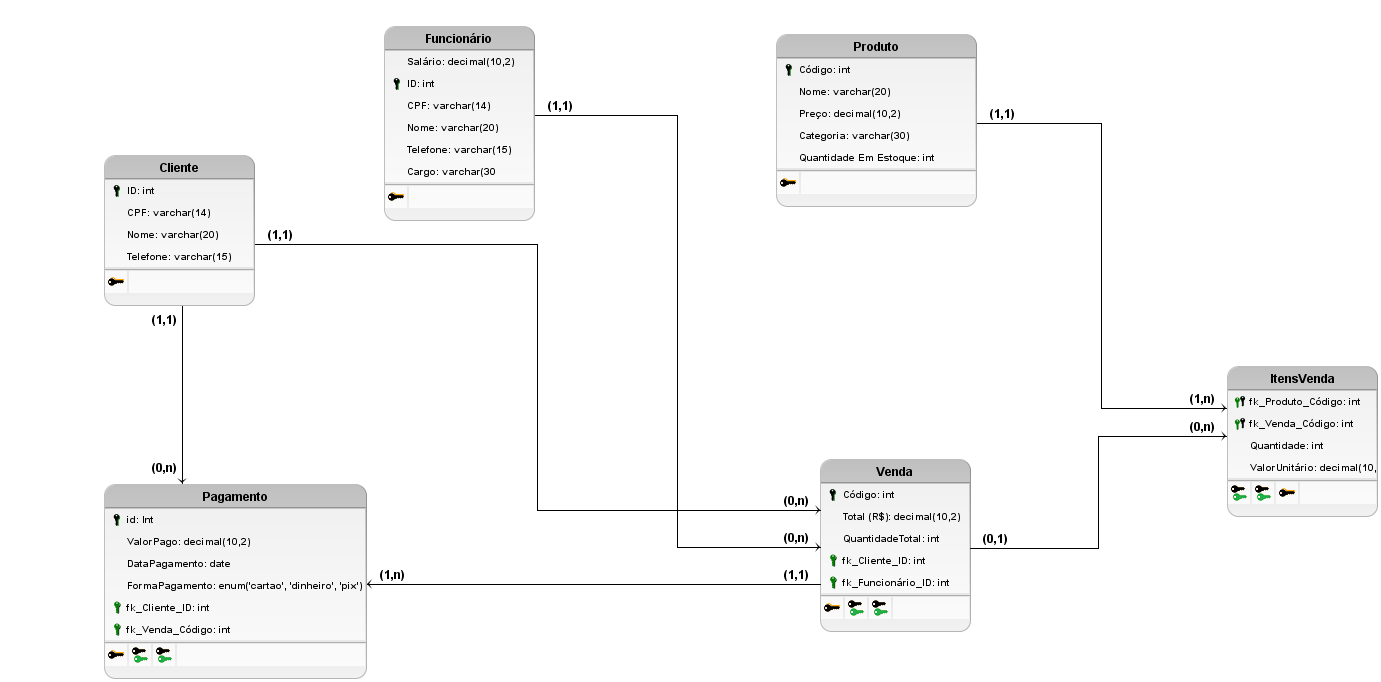 Funcionário
Salário: decimal(10,2)
ID: int
CPF: varchar(14)
Nome: varchar(20)
Telefone: varchar(15)
Cargo: varchar(30
(1,1)
Produto
Código: int
Nome: varchar(20)
Preço: decimal(10,2)
Categoria: varchar(30)
Quantidade Em Estoque: int
(1,1)
Cliente
ID: int
CPF: varchar(14)
Nome: varchar(20)
Telefone: varchar(15)
(1,1)
(1,1)
(0,n)
ItensVenda
fk_Produto_Código: int
fk_Venda_Código: int
Quantidade: int
ValorUnitário: decimal(10,
(1,n)
(0,n)
Venda
Código: int
Total (R$): decimal(10,2)
QuantidadeTotal: int
fk_Cliente_ID: int
fk_Funcionário_ID: int
(0,n)
(0,n)
(1,1)
(0,1)
Pagamento
id: Int
ValorPago: decimal(10,2)
DataPagamento: date
FormaPagamento: enum('cartao', 'dinheiro', 'pix')
fk_Cliente_ID: int
fk_Venda_Código: int
(1,n)